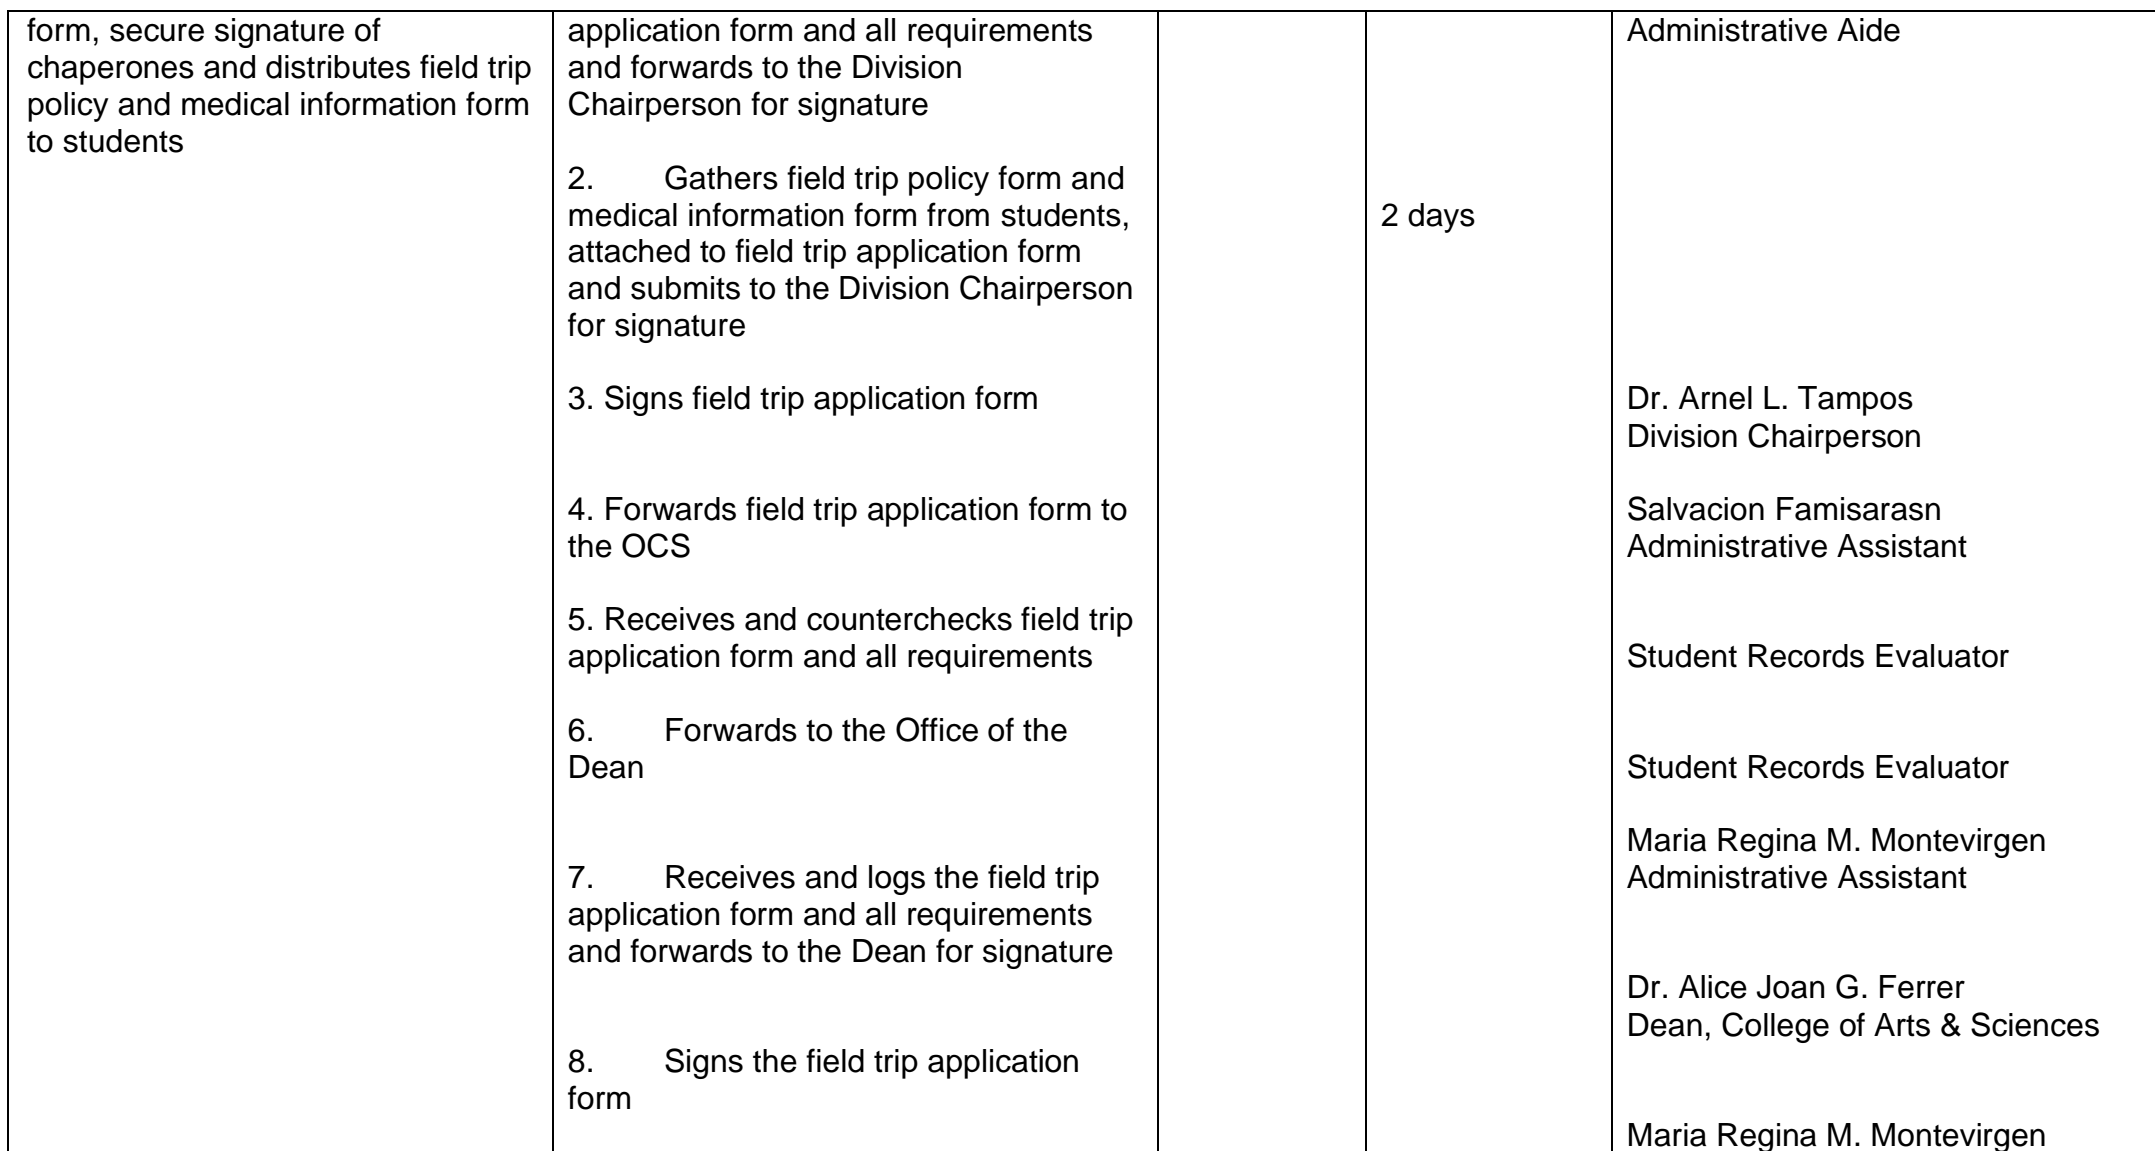 form, secure signature of
chaperones and distributes field trip
policy and medical information form
to students
application form and all requirements
and forwards to the Division
Chairperson for signature
2. Gathers field trip policy form and
medical information form from students,
attached to field trip application form
and submits to the Division Chairperson
for signature
3. Signs field trip application form
4. Forwards field trip application form to
the OCS
5. Receives and counterchecks field trip
application form and all requirements
6. Forwards to the Office of the
Dean
7. Receives and logs the field trip
application form and all requirements
and forwards to the Dean for signature
8. Signs the field trip application
form
2 days
Administrative Aide
Dr. Arnel L. Tampos
Division Chairperson
Salvacion Famisarasn
Administrative Assistant
Student Records Evaluator
Student Records Evaluator
Maria Regina M. Montevirgen
Administrative Assistant
Dr. Alice Joan G. Ferrer
Dean, College of Arts & Sciences
Maria Regina M. Montevirgen